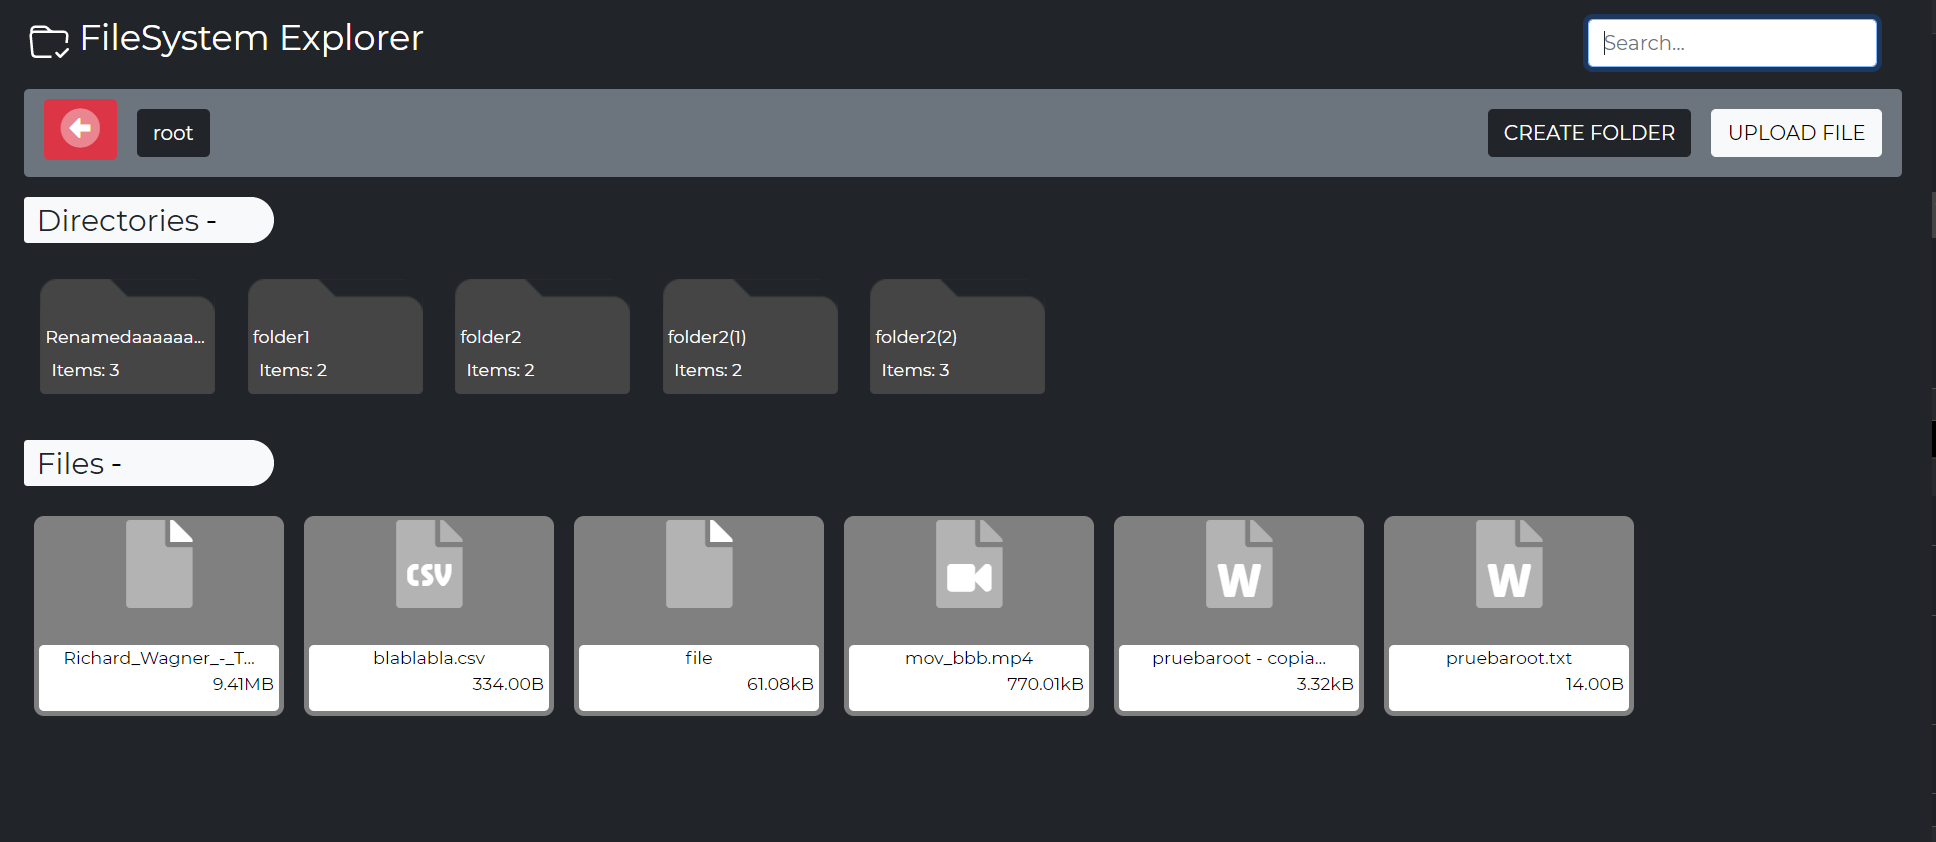 FileSystem Explorer
Search...
root
CREATE FOLDER
UPLOAD FILE
Directories -
Renamedaaaaaa...
Items: 3
folder1
Items: 2
folder2
Items: 2
folder2(1)
Items: 2
folder2(2)
Items: 3
Files -
Richard_Wagner_-_T...
9.41MB
CSV
blablabla.csv
334.00B
file
61.08kB
mov_bbb.mp4
770.01kB
W
pruebaroot - copia...
3.32kB
W
pruebaroot.txt
14.00B